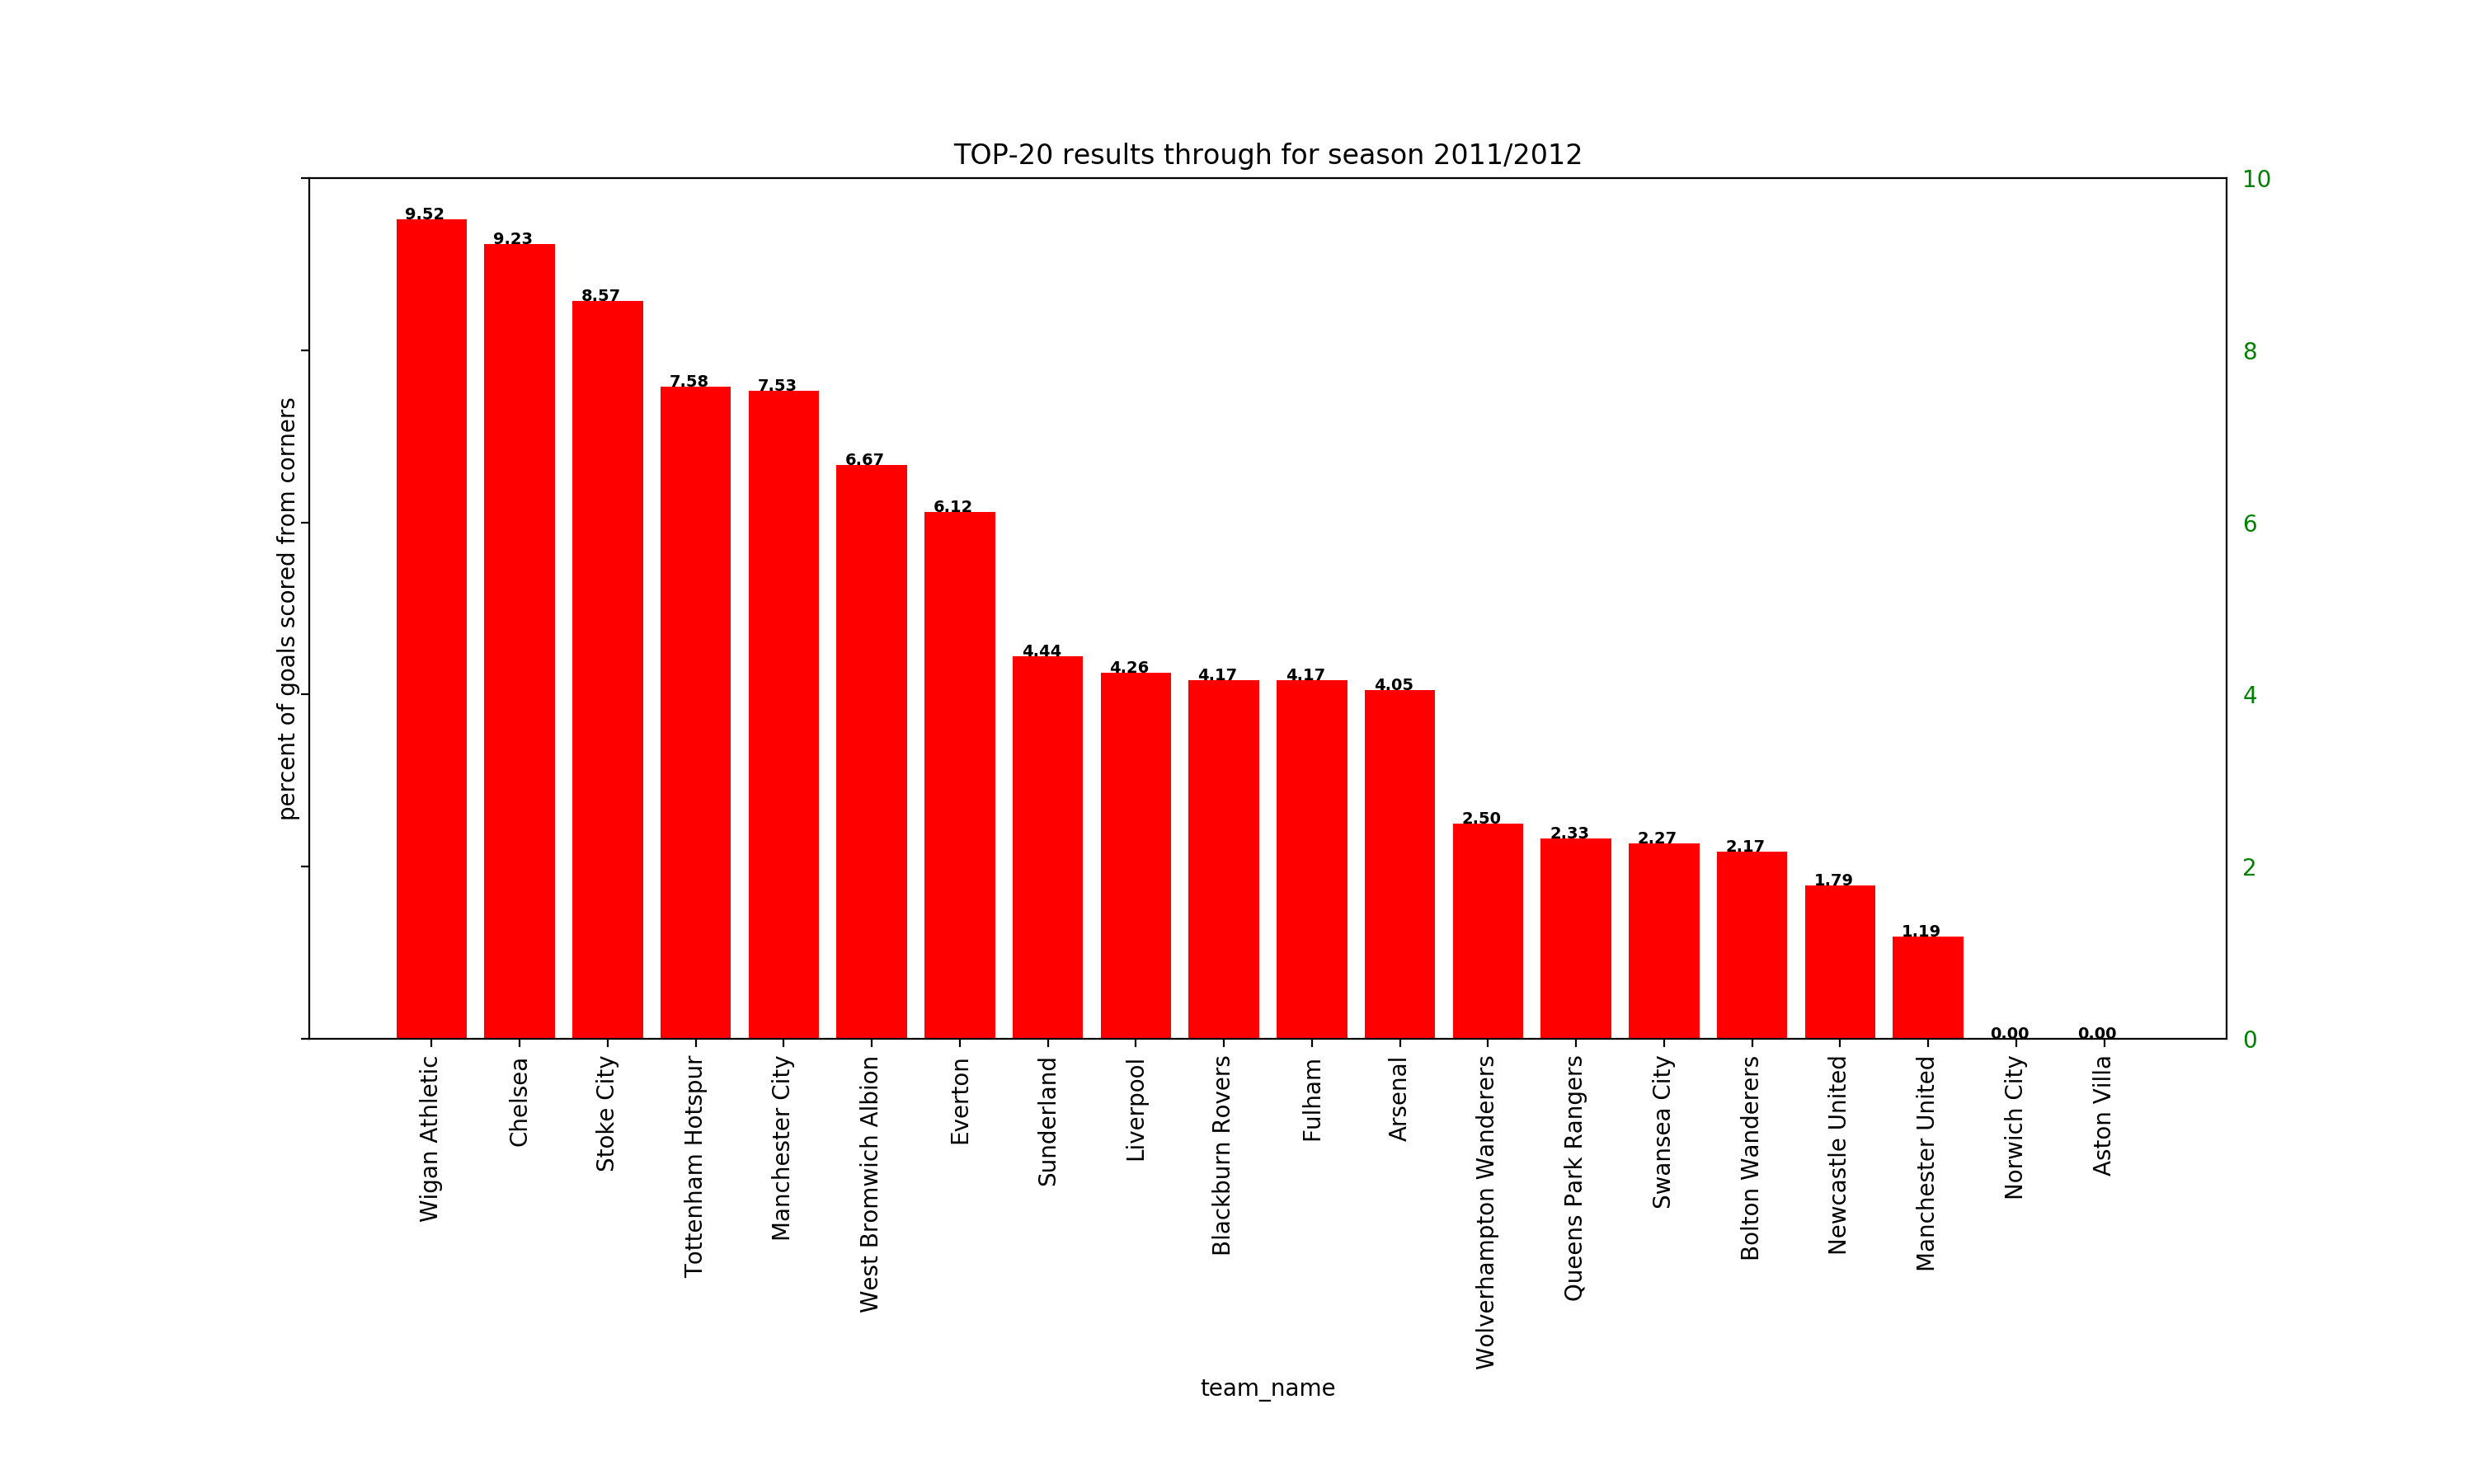 TOP-20 results through for season 2011/2012
percent of goals scored from corners
10
8
6
4
2
0
9.52
9.23
8.57
7.58
7.53
6.67
6.12
4.44
4.26
4.17
4.17
4.05
2.50
2.33
2.27
2.17
1.79
1.19
0.00
0.00
Wigan Athletic
Chelsea
Stoke City
Tottenham Hotspur
Manchester City
West Bromwich Albion
Everton
Sunderland
Liverpool
Blackburn Rovers
Fulham
Arsenal
Wolverhampton Wanderers
Queens Park Rangers
Swansea City
Bolton Wanderers
Newcastle United
Manchester United
Norwich City
Aston Villa
team_name